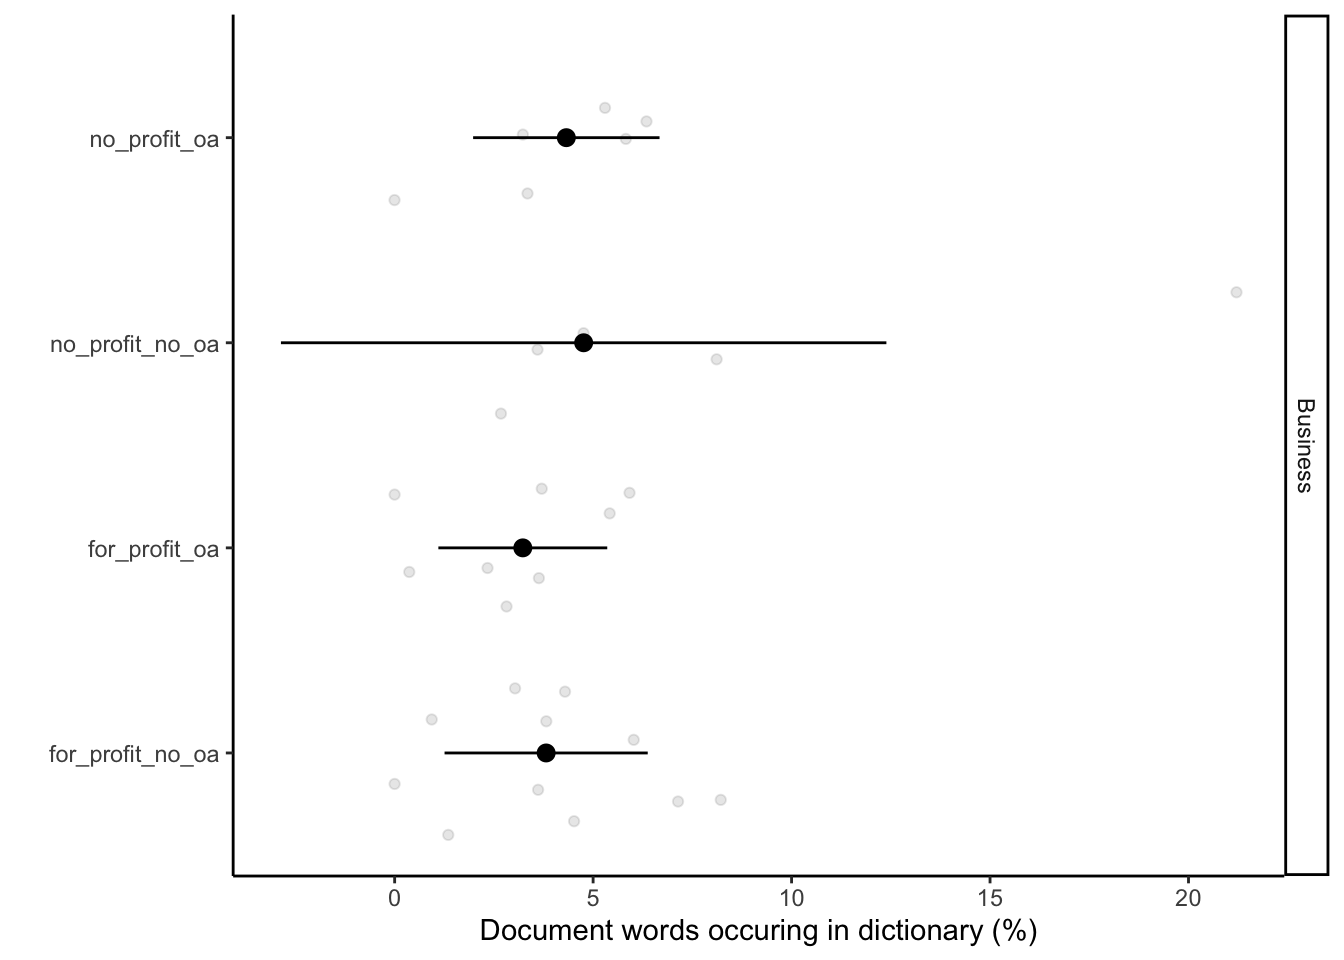 no_profit_oa
no_profit_no_oa
for_profit_oa
for_profit_no_oa
Business
0 5 10 15 20
Document words occuring in dictionary (%)